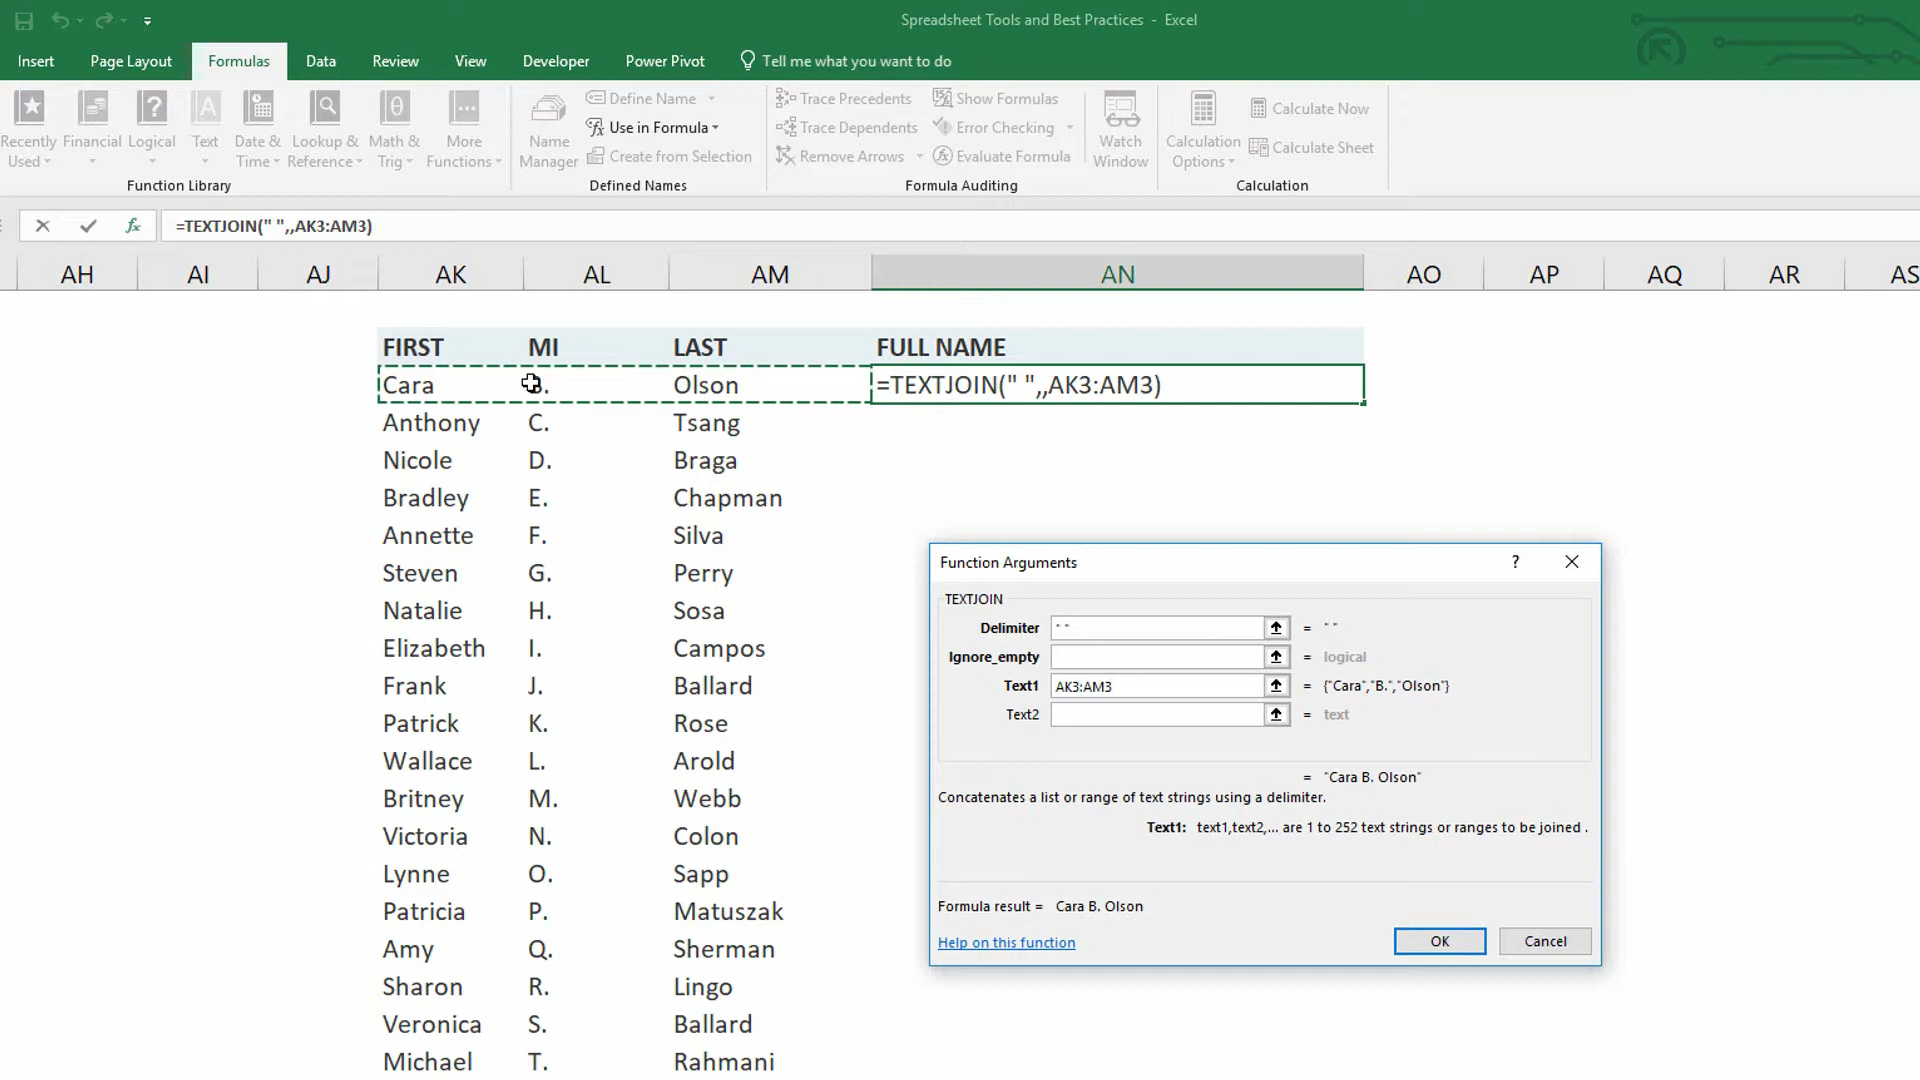 Spreadsheet Tools and Best Practices - Excel
Insert Page Layout Formulas Data Review View Developer Power Pivot Tell me what you want to do
Recently Used Financial Logical Text Date & Time Lookup & Reference Math & Trig More Functions
Function Library
Name Manager
Define Name
Use in Formula
Create from Selection
Defined Names
Trace Precedents
Trace Dependents
Remove Arrows
Show Formulas
Error Checking
Evaluate Formula
Formula Auditing
Watch Window
Calculation Options
Calculate Now
Calculate Sheet
Calculation
fx =TEXTJOIN(" ",,AK3:AM3)
AH AI AJ AK AL AM AN AO AP AQ AR AS
FIRST MI LAST FULL NAME
Cara Olson =TEXTJOIN(" ",,AK3:AM3)
Anthony C. Tsang
Nicole D. Braga
Bradley E. Chapman
Annette F. Silva
Steven G. Perry
Natalie H. Sosa
Elizabeth I. Campos
Frank J. Ballard
Patrick K. Rose
Wallace L. Arold
Britney M. Webb
Victoria N. Colon
Lynne O. Sapp
Patricia P. Matuszak
Amy Q. Sherman
Sharon R. Lingo
Veronica S. Ballard
Michael T. Rahmani
Function Arguments ?
TEXTJOIN
Delimiter " " = " "
Ignore_empty = logical
Text1 AK3:AM3 = {"Cara","B.","Olson"}
Text2 = text
= "Cara B. Olson"
Concatenates a list or range of text strings using a delimiter.
Text1: text1,text2,... are 1 to 252 text strings or ranges to be joined .
Formula result = Cara B. Olson
Help on this function
OK Cancel